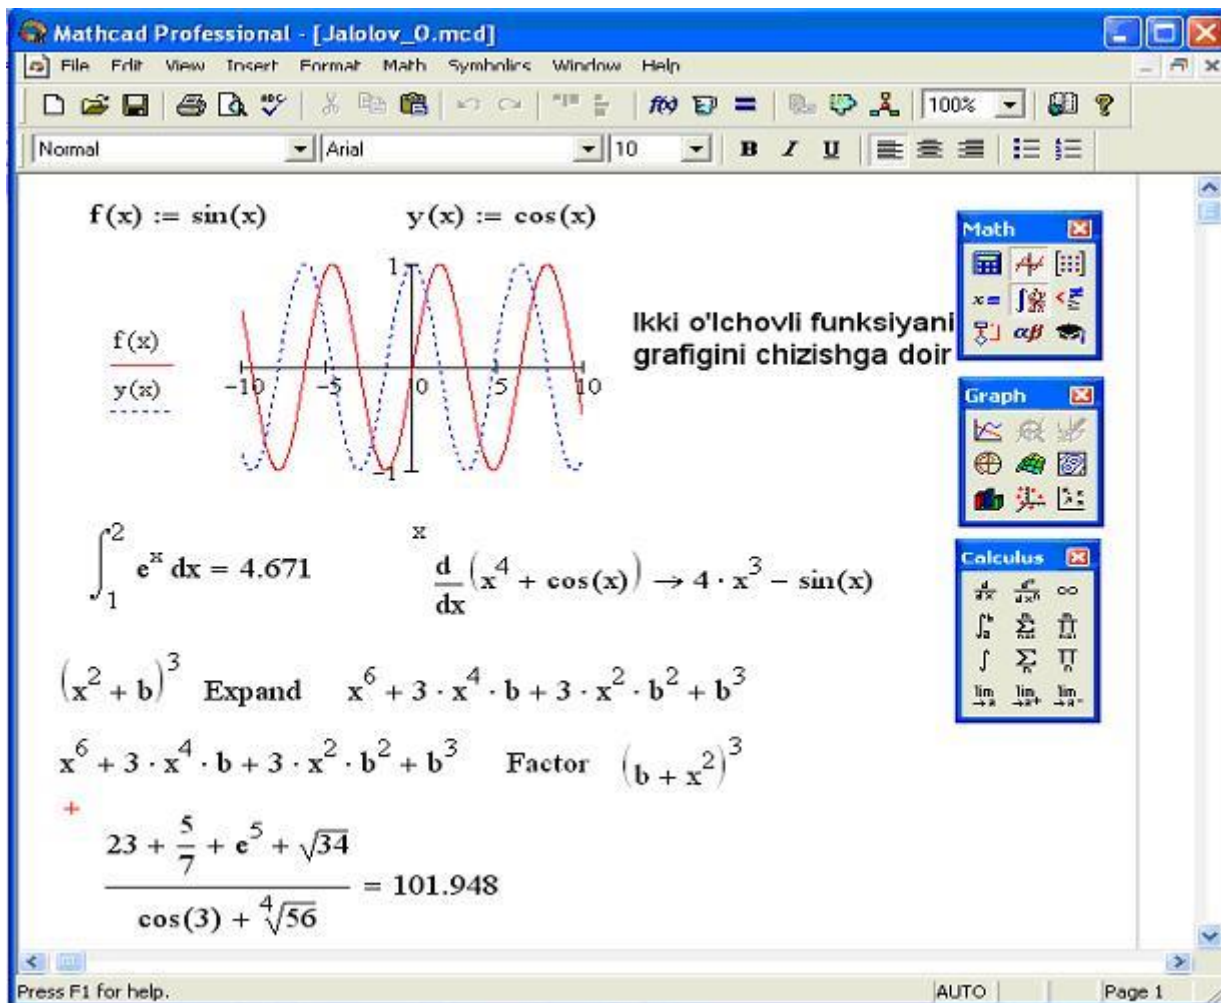 Mathcad Professional - [Jalolov_O.mcd]
File Edit View Insert Format Math Symbolics Window Help
100%
Normal Arial 10 B I U
f(x) := sin(x) y(x) := cos(x)
Math
1
f(x)
y(x)
−10 −5 0 5 10
−1
Ikki o'lchovli funksiyani
grafigini chizishga doir
x= αβ
Graph
∫₁² eˣ dx = 4.671
x
d/dx (x⁴ + cos(x)) → 4 · x³ − sin(x)
Calculus
(x² + b)³ Expand x⁶ + 3 · x⁴ · b + 3 · x² · b² + b³
x⁶ + 3 · x⁴ · b + 3 · x² · b² + b³ Factor (b + x²)³
+
(23 + 5/7 + e⁵ + √34) / (cos(3) + ⁴√56) = 101.948
Press F1 for help. AUTO Page 1